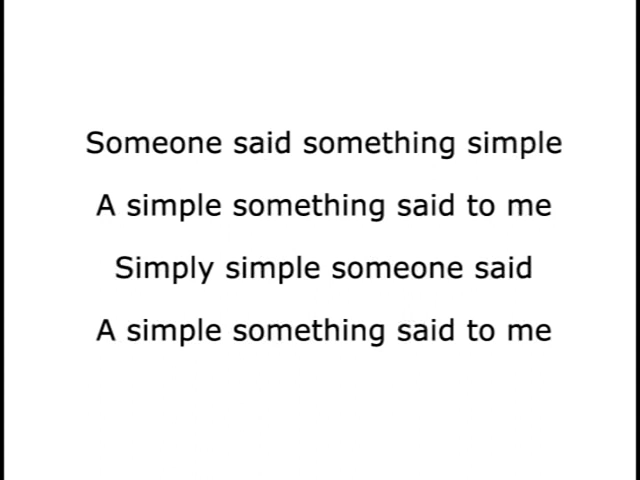 Someone said something simple
A simple something said to me
Simply simple someone said
A simple something said to me